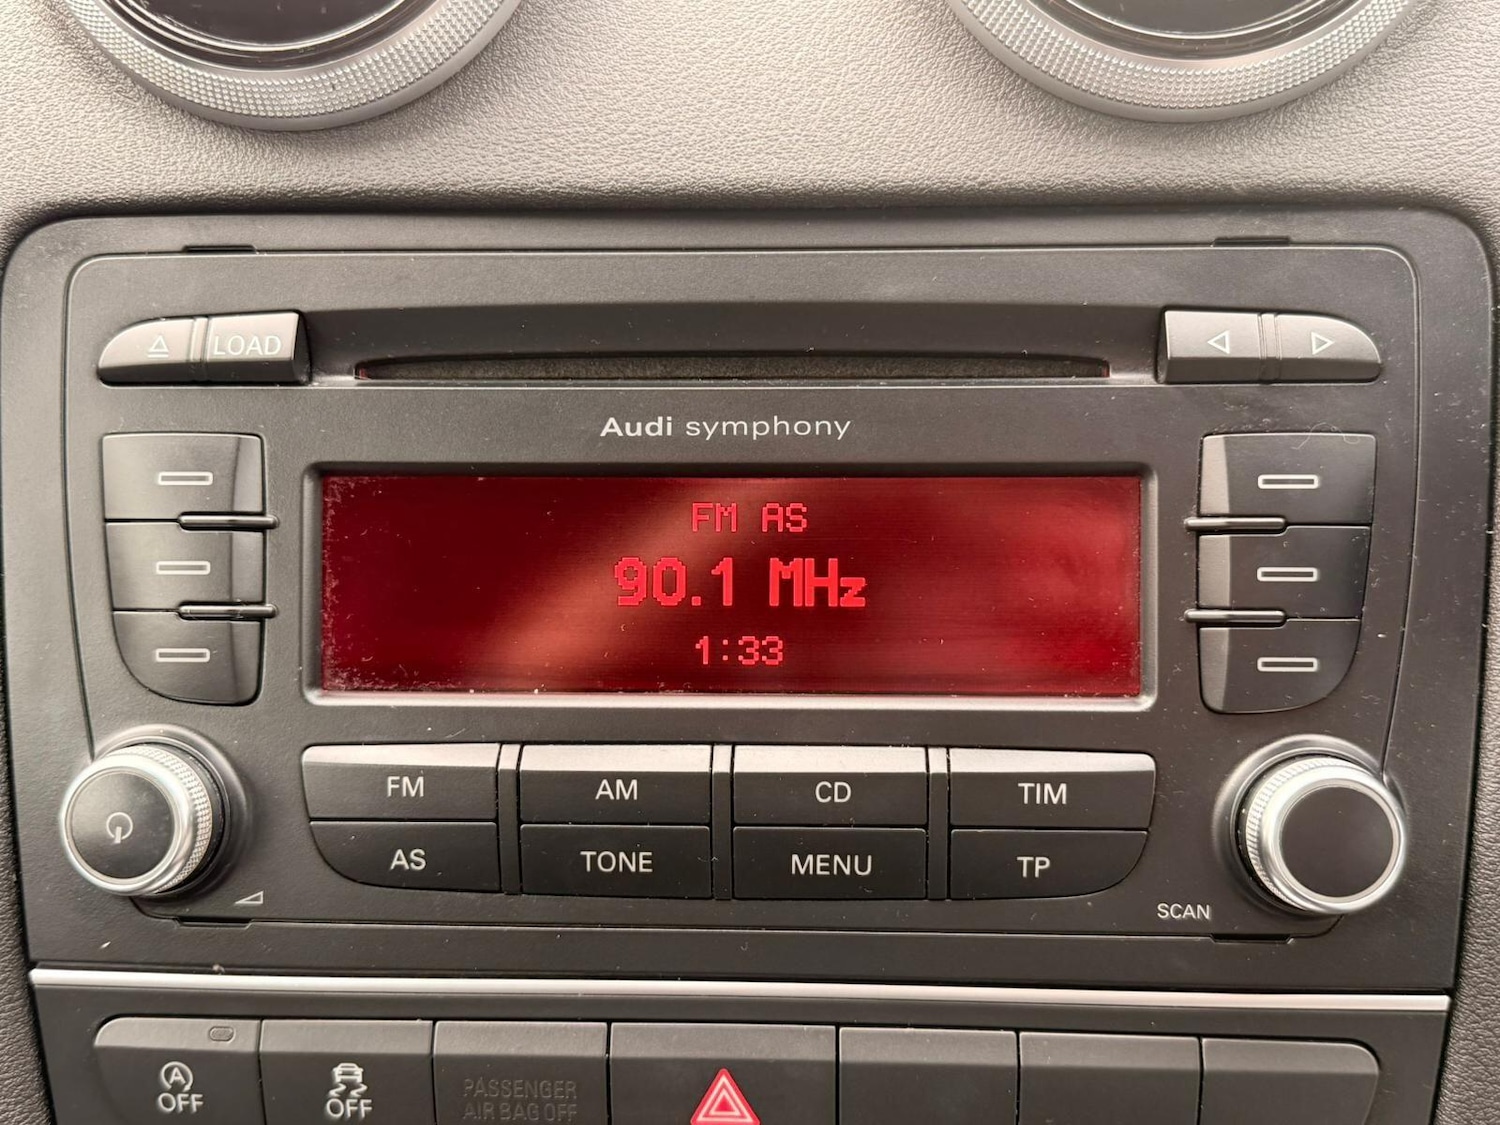 LOAD
Audi symphony
FM AS
90.1 MHz
1:33
FM AM CD TIM
AS TONE MENU TP
SCAN
A OFF
OFF
PASSENGER
AIR BAG OFF